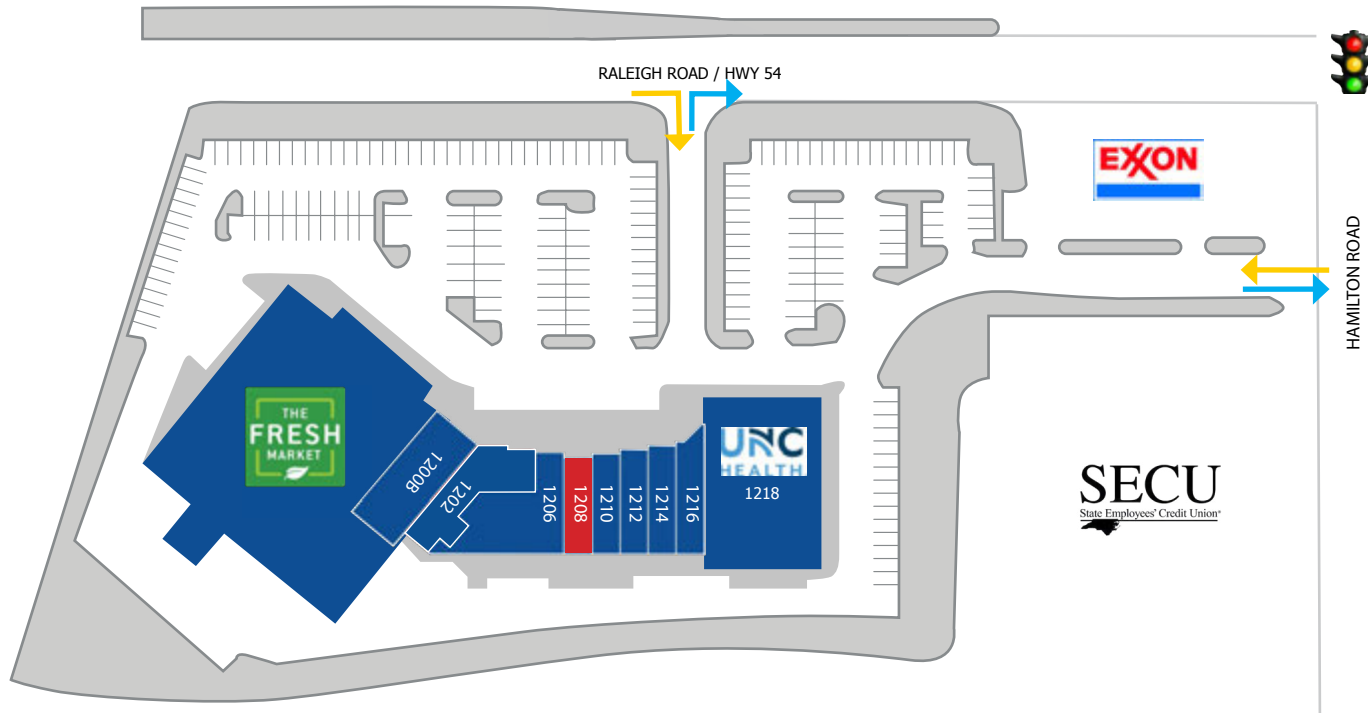 RALEIGH ROAD / HWY 54
EXXON
HAMILTON ROAD
THE
FRESH
MARKET
1200B
1202
1206
1208
1210
1212
1214
1216
UNC
HEALTH
1218
SECU
State Employees' Credit Union®